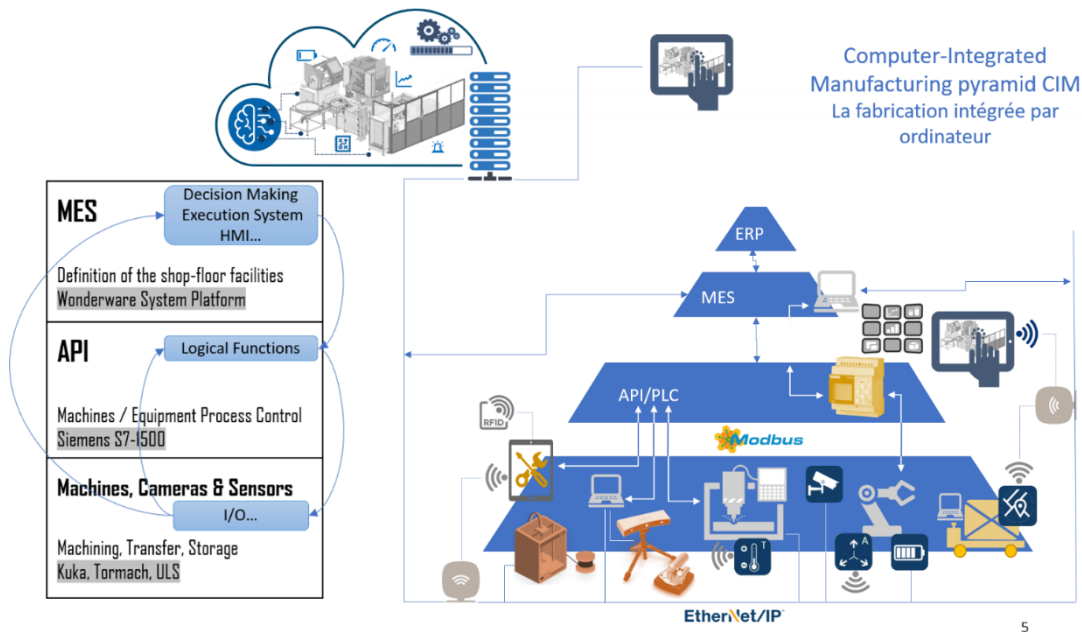 Computer-Integrated
Manufacturing pyramid CIM
La fabrication intégrée par
ordinateur
MES
Decision Making
Execution System
HMI...
Definition of the shop-floor facilities
Wonderware System Platform
API
Logical Functions
Machines / Equipment Process Control
Siemens S7-1500
Machines, Cameras & Sensors
I/O...
Machining, Transfer, Storage
Kuka, Tormach, ULS
ERP
MES
API/PLC
RFID
Modbus
T
A
EtherNet/IP
5